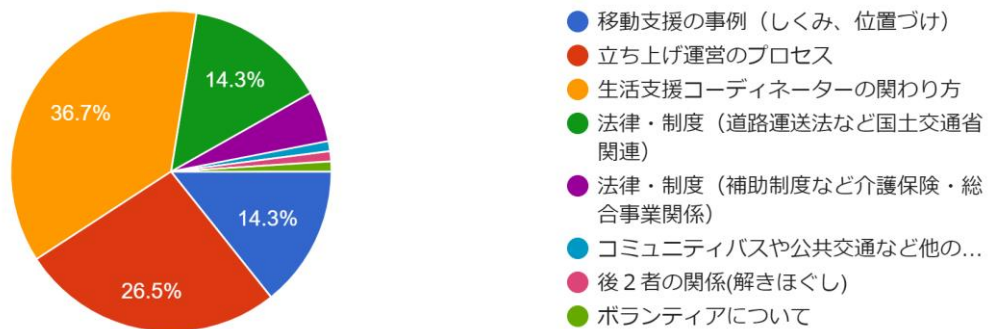 36.7%
14.3%
14.3%
26.5%
移動支援の事例（しくみ、位置づけ）
立ち上げ運営のプロセス
生活支援コーディネーターの関わり方
法律・制度（道路運送法など国土交通省
関連）
法律・制度（補助制度など介護保険・総
合事業関係）
コミュニティバスや公共交通など他の...
後２者の関係(解きほぐし)
ボランティアについて